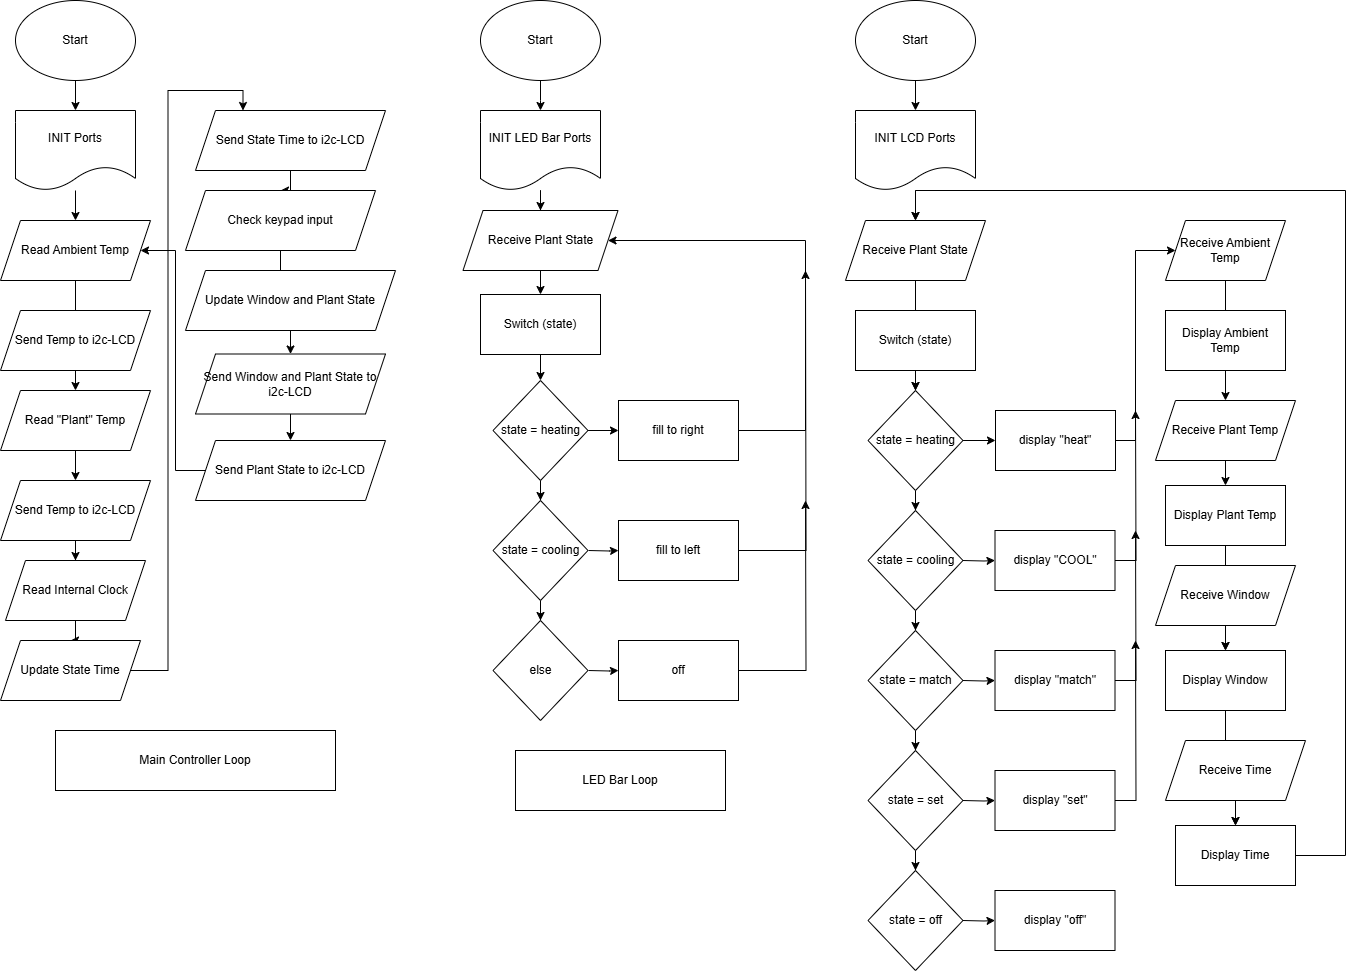 Start
INIT Ports
Read Ambient Temp
Send Temp to i2c-LCD
Read "Plant" Temp
Send Temp to i2c-LCD
Read Internal Clock
Update State Time
Send State Time to i2c-LCD
Check keypad input
Update Window and Plant State
Send Window and Plant State to
i2c-LCD
Send Plant State to i2c-LCD
Main Controller Loop
Start
INIT LED Bar Ports
Receive Plant State
Switch (state)
state = heating
fill to right
state = cooling
fill to left
else
off
LED Bar Loop
Start
INIT LCD Ports
Receive Plant State
Switch (state)
state = heating
display "heat"
state = cooling
display "COOL"
state = match
display "match"
state = set
display "set"
state = off
display "off"
Receive Ambient
Temp
Display Ambient
Temp
Receive Plant Temp
Display Plant Temp
Receive Window
Display Window
Receive Time
Display Time